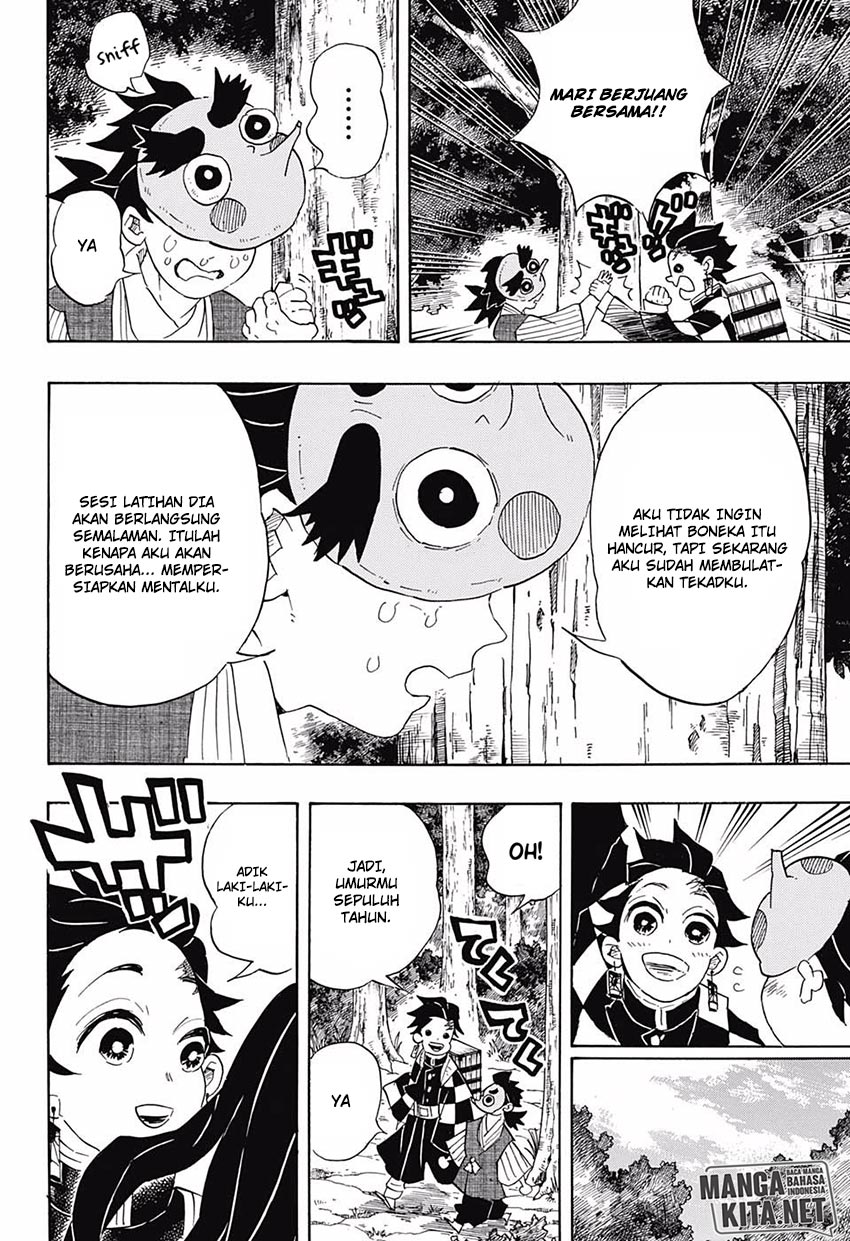 MARI BERJUANG
BERSAMA!!
Sniff
......
YA
AKU TIDAK INGIN
MELIHAT BONEKA ITU
HANCUR, TAPI SEKARANG
AKU SUDAH MEMBULAT-
KAN TEKADKU.
SESI LATIHAN DIA
AKAN BERLANGSUNG
SEMALAMAN. ITULAH
KENAPA AKU AKAN
BERUSAHA... MEMPER-
SIAPKAN MENTALKU.
OH!
JADI,
UMURMU
SEPULUH
TAHUN.
YA
ADIK
LAKI-LAKI-
KU...
MANGA
KITA.NET
BACA MANGA
BAHASA
INDONESIA